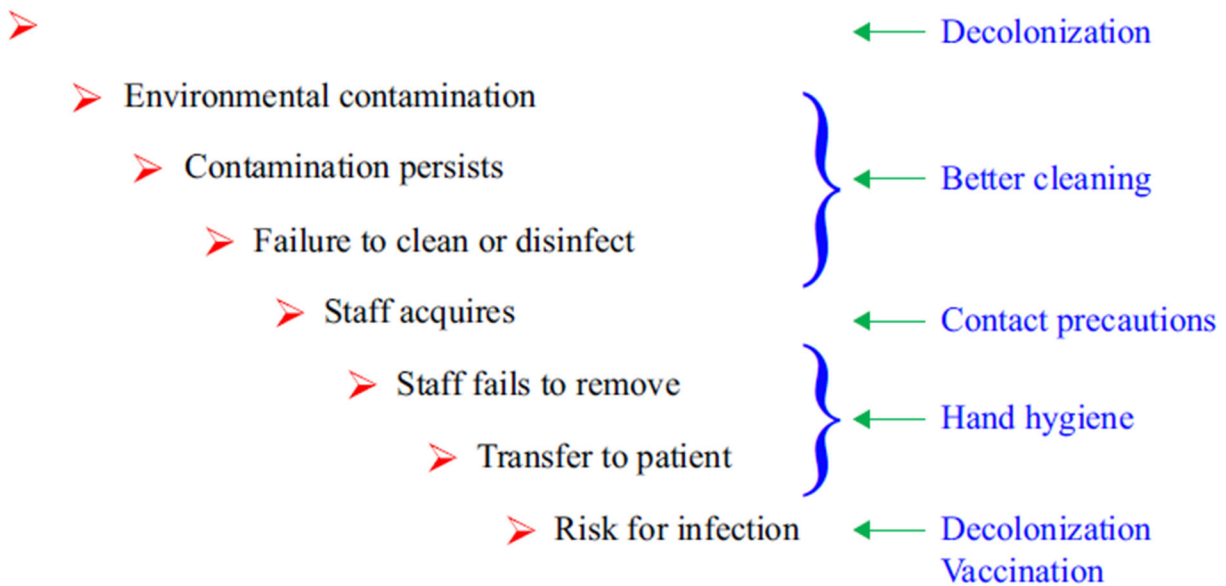 Decolonization
Environmental contamination
Contamination persists
Better cleaning
Failure to clean or disinfect
Staff acquires
Contact precautions
Staff fails to remove
Hand hygiene
Transfer to patient
Risk for infection
Decolonization
Vaccination